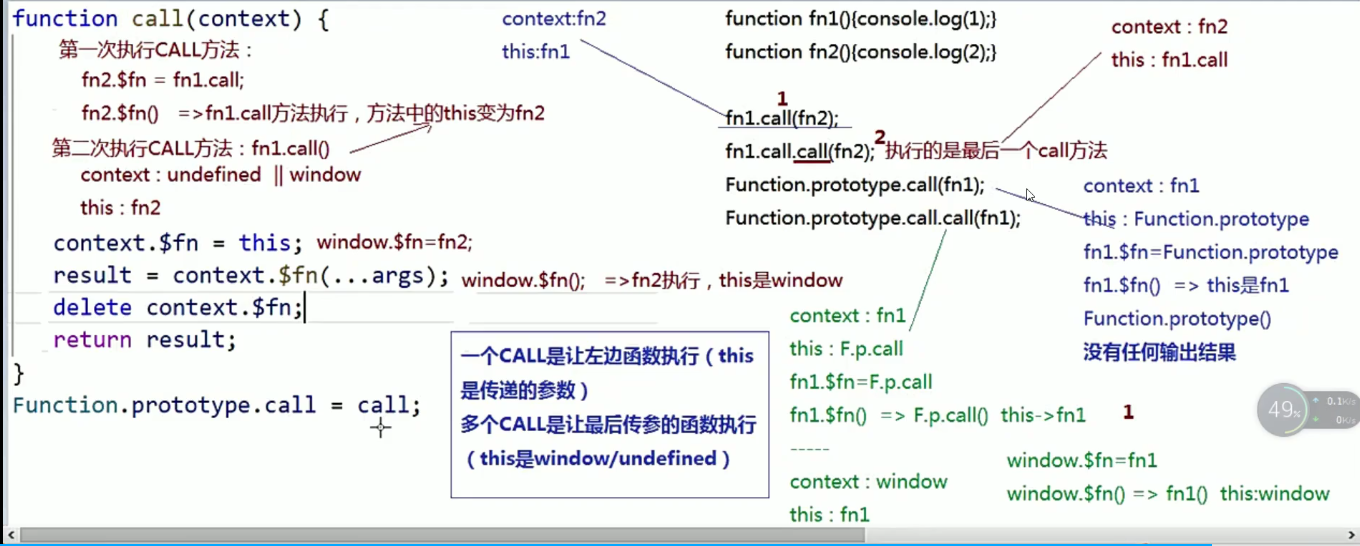 function call(context) {
第一次执行CALL方法：
fn2.$fn = fn1.call;
fn2.$fn() =>fn1.call方法执行，方法中的this变为fn2
第二次执行CALL方法：fn1.call()
context : undefined || window
this : fn2
context.$fn = this; window.$fn=fn2;
result = context.$fn(...args); window.$fn(); =>fn2执行，this是window
delete context.$fn;
return result;
}
Function.prototype.call = call;
context:fn2
this:fn1
function fn1(){console.log(1);}
function fn2(){console.log(2);}
1
fn1.call(fn2);
fn1.call.call(fn2); 2 执行的是最后一个call方法
Function.prototype.call(fn1);
Function.prototype.call.call(fn1);
context : fn2
this : fn1.call
context : fn1
this : Function.prototype
fn1.$fn=Function.prototype
fn1.$fn() => this是fn1
Function.prototype()
没有任何输出结果
一个CALL是让左边函数执行（this
是传递的参数）
多个CALL是让最后传参的函数执行
（this是window/undefined）
context : fn1
this : F.p.call
fn1.$fn=F.p.call
fn1.$fn() => F.p.call() this->fn1 1
-----
context : window
this : fn1
window.$fn=fn1
window.$fn() => fn1() this:window
49%
0.1K/s
0K/s